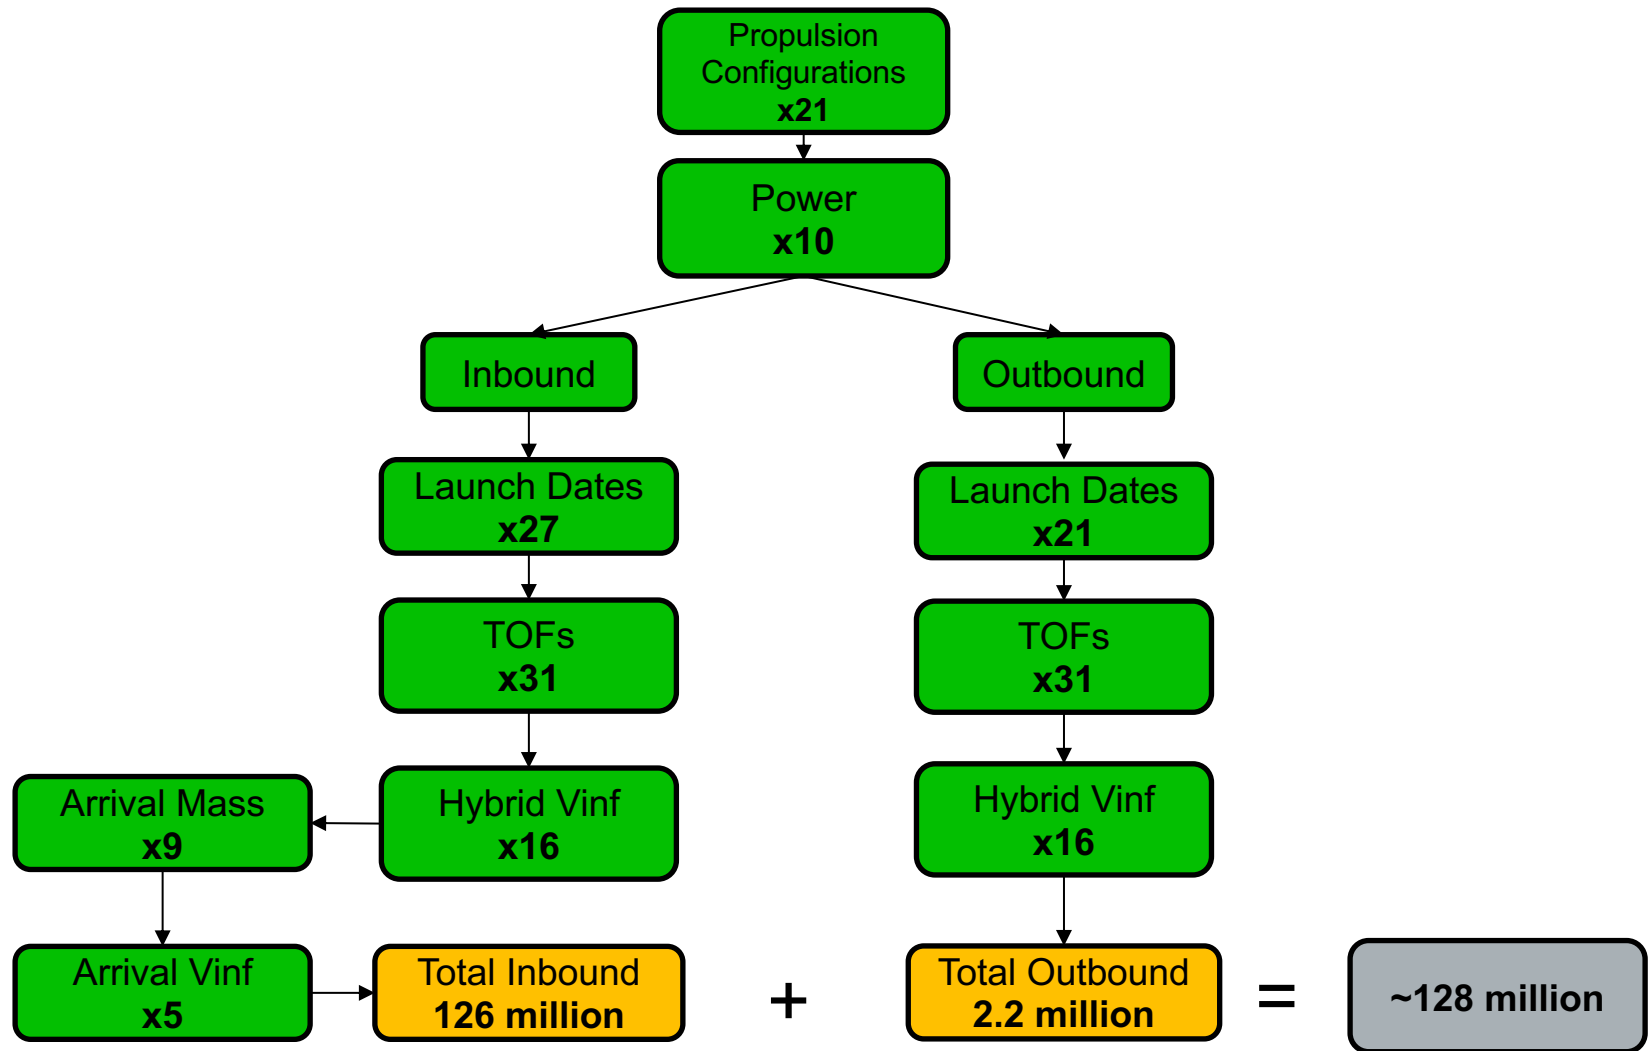 Propulsion
Configurations
x21
Power
x10
Inbound
Outbound
Launch Dates
x27
Launch Dates
x21
TOFs
x31
TOFs
x31
Arrival Mass
x9
Hybrid Vinf
x16
Hybrid Vinf
x16
Arrival Vinf
x5
Total Inbound
126 million
+
Total Outbound
2.2 million
=
~128 million